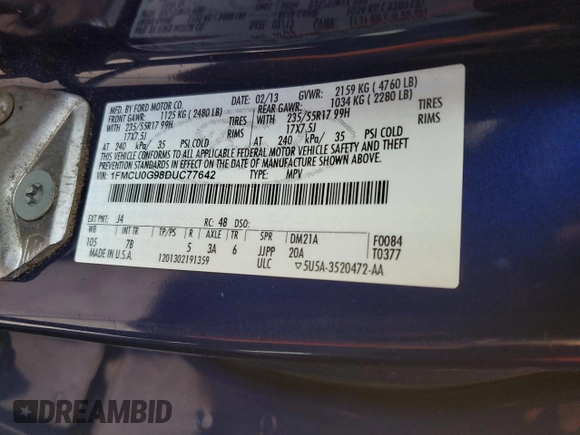 MFD. BY FORD MOTOR CO.
DATE: 02/13 GVWR: 2159 KG ( 4760 LB)
FRONT GAWR: 1125 KG ( 2480 LB) REAR GAWR: 1034 KG ( 2280 LB)
WITH 235/55R17 99H TIRES WITH 235/55R17 99H TIRES
17X7.5J RIMS 17X7.5J RIMS
AT 240 kPa/ 35 PSI COLD AT 240 kPa/ 35 PSI COLD
THIS VEHICLE CONFORMS TO ALL APPLICABLE FEDERAL MOTOR VEHICLE SAFETY AND THEFT
PREVENTION STANDARDS IN EFFECT ON THE DATE OF MANUFACTURE SHOWN ABOVE.
VIN: 1FMCU0G98DUC77642 TYPE: MPV
EXT PNT: J4 RC: 48 DSO:
F0084
T0377
TP/PS R AXLE TR SPR DM21A
105 7B 5 3A 6 JJPP 20A
MADE IN U.S.A. 1201302191359 ULC 5U5A-3520472-AA
DREAMBID